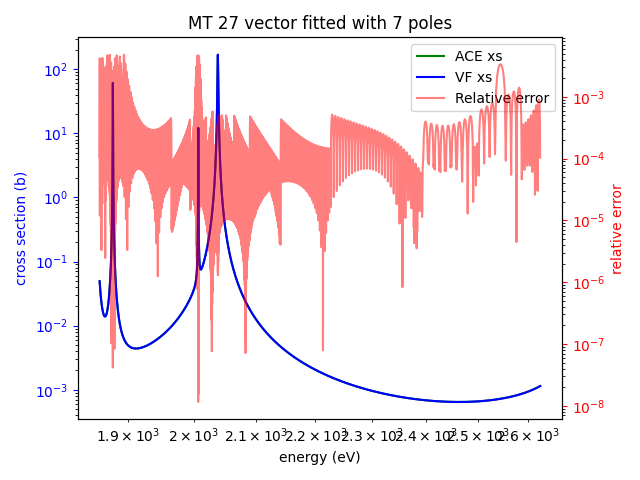 MT 27 vector fitted with 7 poles
ACE xs
VF xs
Relative error
cross section (b)
10²
10¹
10⁰
10⁻¹
10⁻²
10⁻³
relative error
10⁻³
10⁻⁴
10⁻⁵
10⁻⁶
10⁻⁷
10⁻⁸
1.9 × 10³ 2 × 10³ 2.1 × 10³ 2.2 × 10³ 2.3 × 10³ 2.4 × 10³ 2.5 × 10³ 2.6 × 10³
energy (eV)